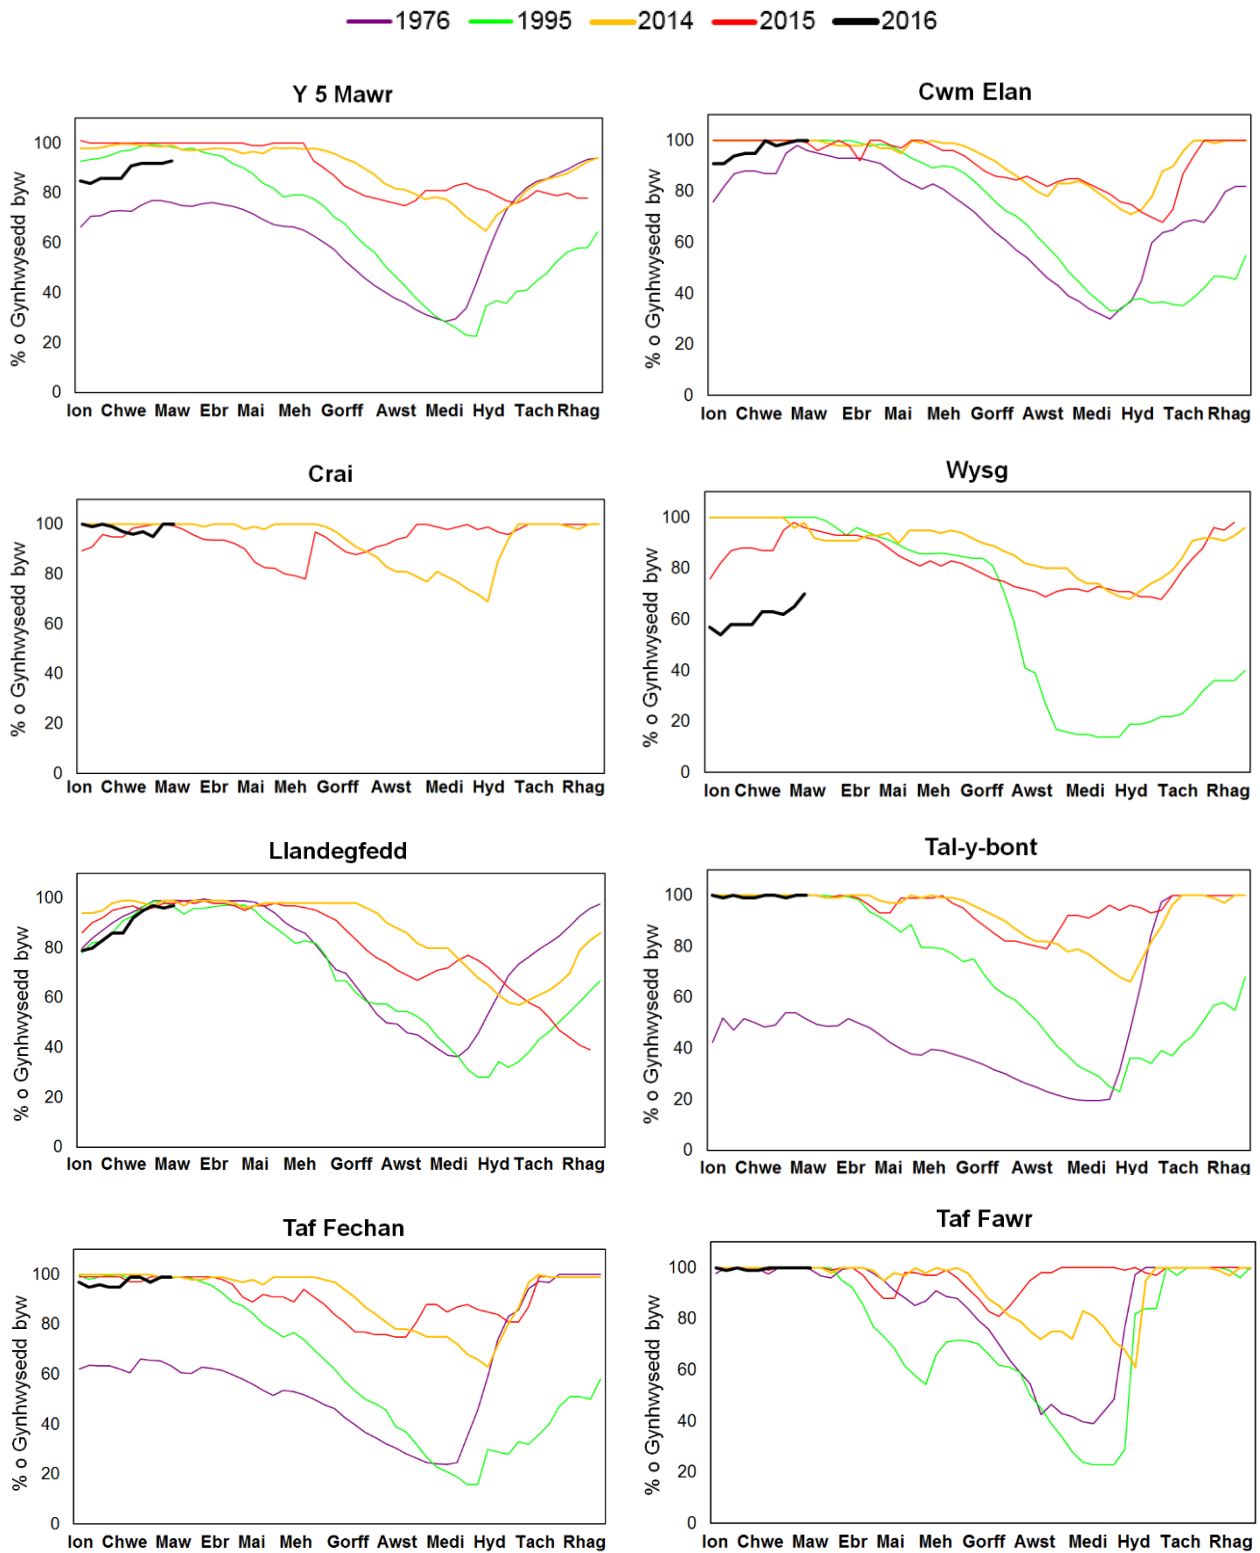 1976 1995 2014 2015 2016
Y 5 Mawr
% o Gynhwysedd byw
100
80
60
40
20
0
Ion Chwe Maw Ebr Mai Meh Gorff Awst Medi Hyd Tach Rhag
Cwm Elan
% o Gynhwysedd byw
100
80
60
40
20
0
Ion Chwe Maw Ebr Mai Meh Gorff Awst Medi Hyd Tach Rhag
Crai
% o Gynhwysedd byw
100
80
60
40
20
0
Ion Chwe Maw Ebr Mai Meh Gorff Awst Medi Hyd Tach Rhag
Wysg
% o Gynhwysedd byw
100
80
60
40
20
0
Ion Chwe Maw Ebr Mai Meh Gorff Awst Medi Hyd Tach Rhag
Llandegfedd
% o Gynhwysedd byw
100
80
60
40
20
0
Ion Chwe Maw Ebr Mai Meh Gorff Awst Medi Hyd Tach Rhag
Tal-y-bont
% o Gynhwysedd byw
100
80
60
40
20
0
Ion Chwe Maw Ebr Mai Meh Gorff Awst Medi Hyd Tach Rhag
Taf Fechan
% o Gynhwysedd byw
100
80
60
40
20
0
Ion Chwe Maw Ebr Mai Meh Gorff Awst Medi Hyd Tach Rhag
Taf Fawr
% o Gynhwysedd byw
100
80
60
40
20
0
Ion Chwe Maw Ebr Mai Meh Gorff Awst Medi Hyd Tach Rhag